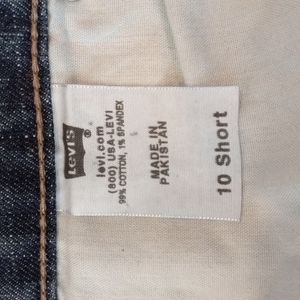 LEVI'S ®
levi.com
(800) USA-LEVI
99% COTTON, 1% SPANDEX
MADE IN
PAKISTAN
10 Short